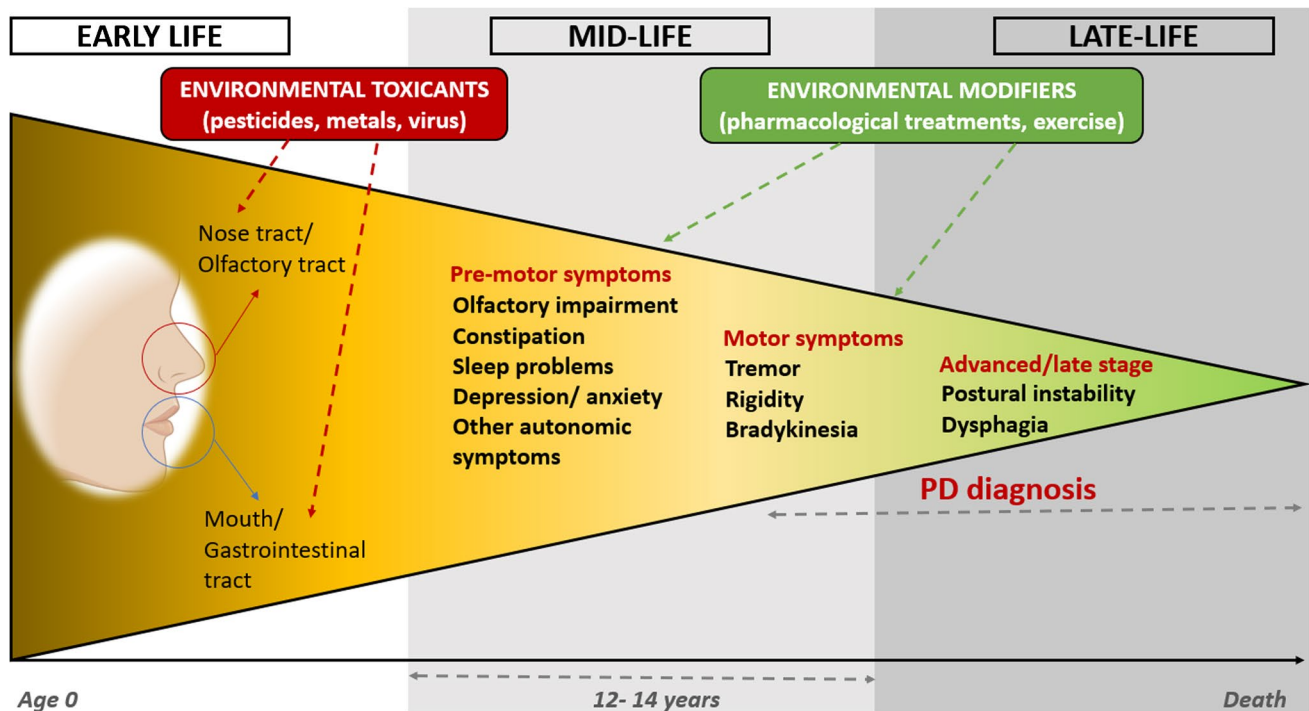 EARLY LIFE
MID-LIFE
LATE-LIFE
ENVIRONMENTAL TOXICANTS
(pesticides, metals, virus)
ENVIRONMENTAL MODIFIERS
(pharmacological treatments, exercise)
Nose tract/
Olfactory tract
Mouth/
Gastrointestinal
tract
Pre-motor symptoms
Olfactory impairment
Constipation
Sleep problems
Depression/ anxiety
Other autonomic
symptoms
Motor symptoms
Tremor
Rigidity
Bradykinesia
Advanced/late stage
Postural instability
Dysphagia
PD diagnosis
Age 0
12- 14 years
Death